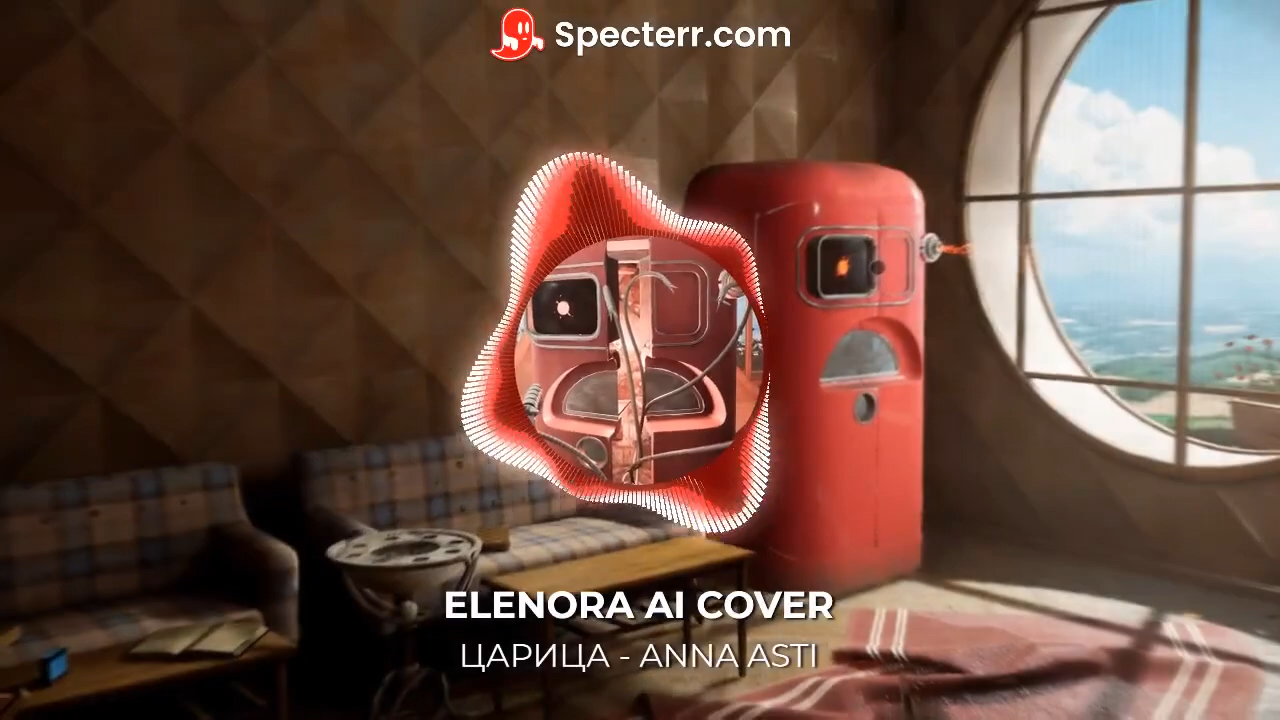 Specterr.com
ELENORA AI COVER
ЦАРИЦА - ANNA ASTI